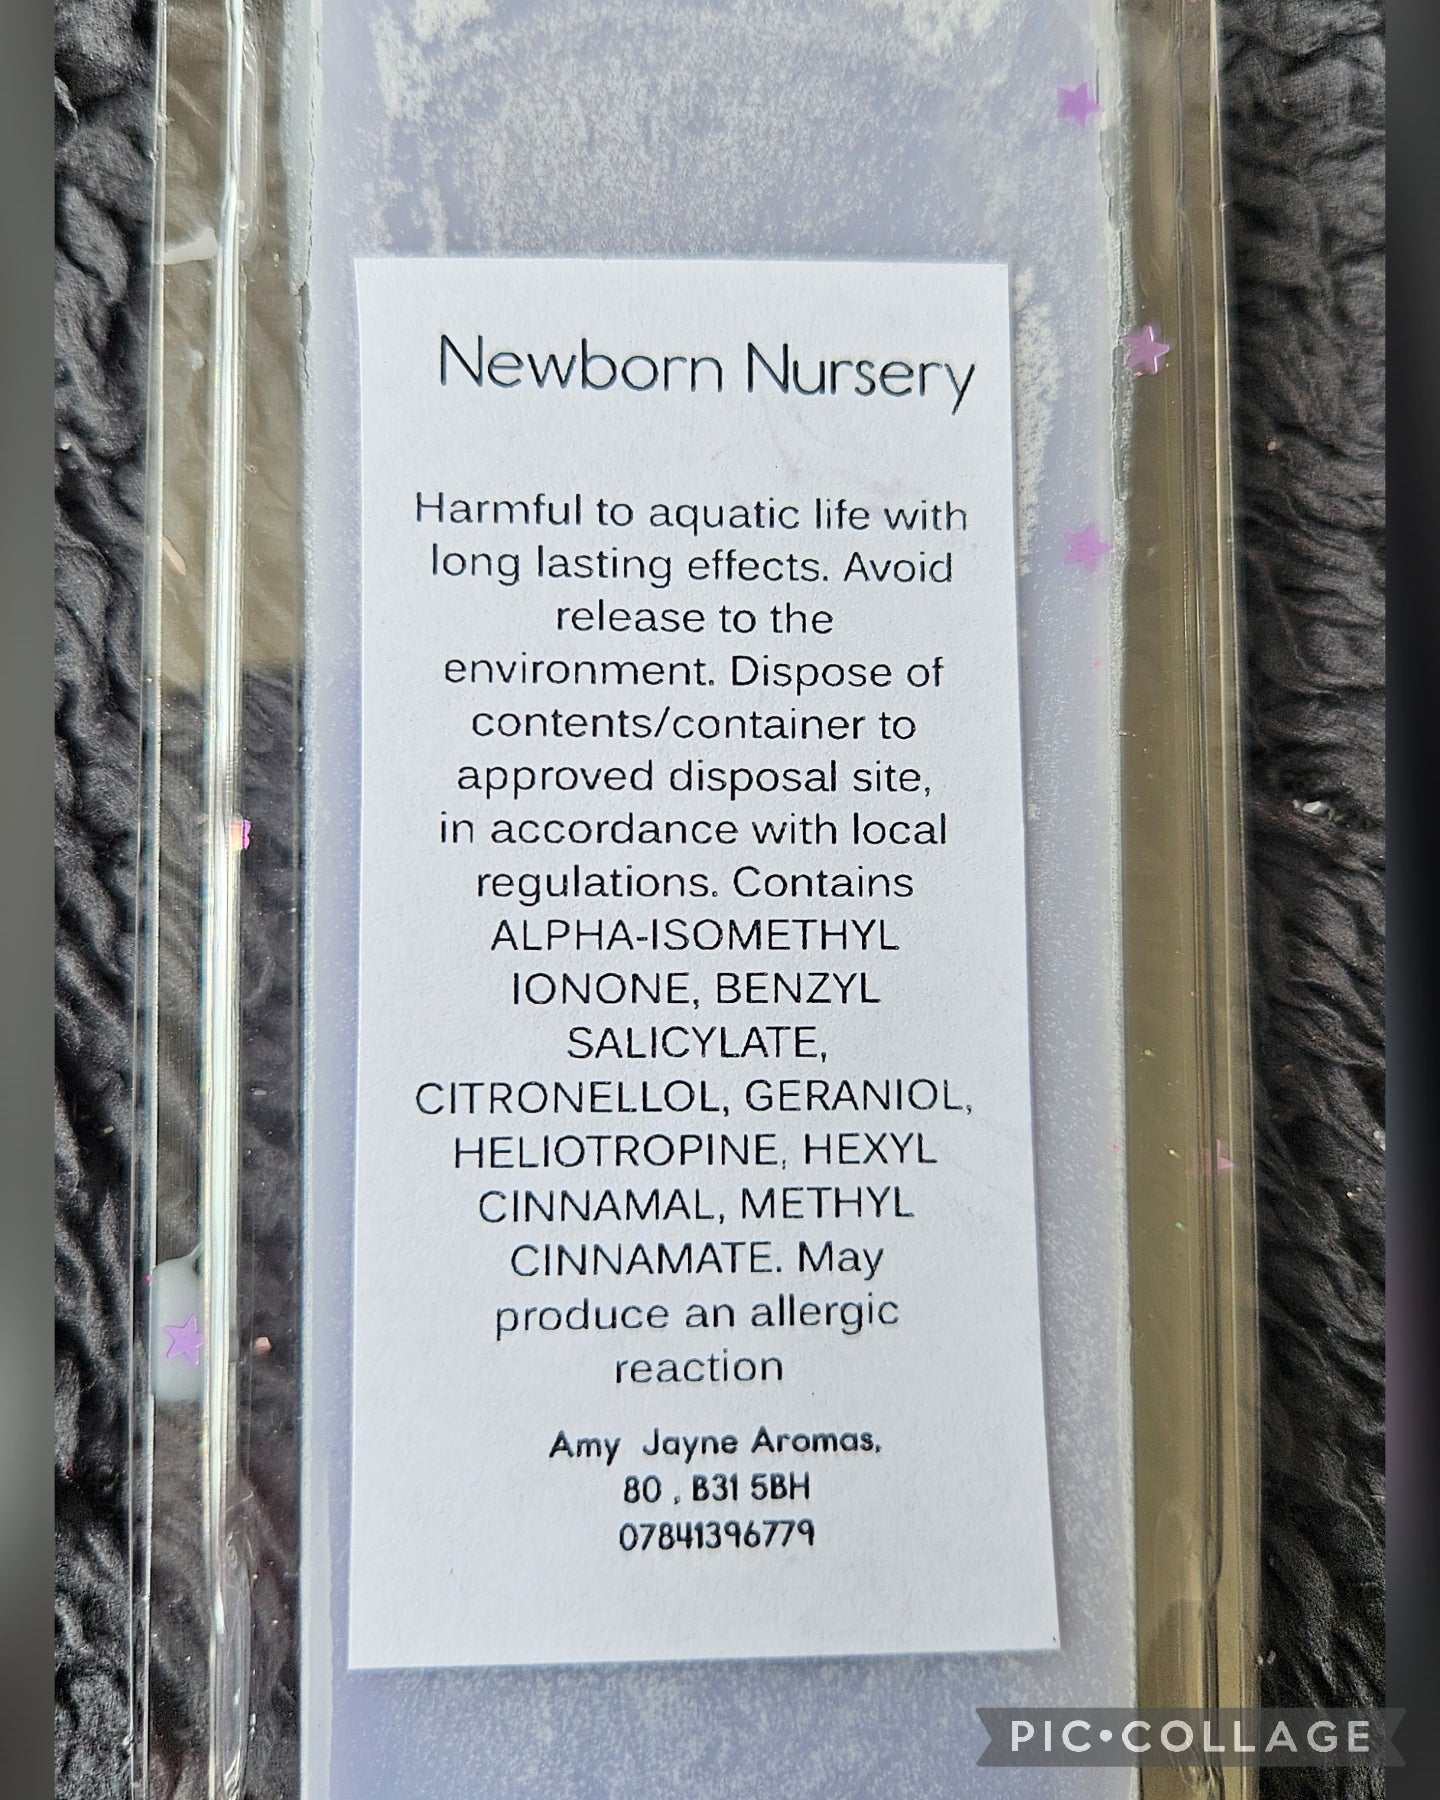 Newborn Nursery
Harmful to aquatic life with
long lasting effects. Avoid
release to the
environment. Dispose of
contents/container to
approved disposal site,
in accordance with local
regulations. Contains
ALPHA-ISOMETHYL
IONONE, BENZYL
SALICYLATE,
CITRONELLOL, GERANIOL,
HELIOTROPINE, HEXYL
CINNAMAL, METHYL
CINNAMATE. May
produce an allergic
reaction
Amy Jayne Aromas,
80 , B31 5BH
07841396779
PIC•COLLAGE